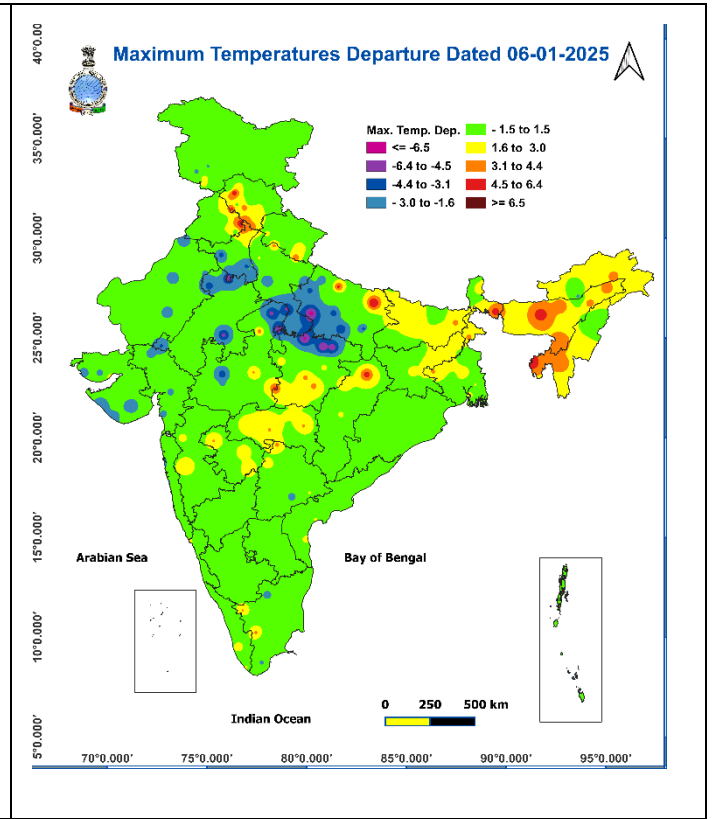 Maximum Temperatures Departure Dated 06-01-2025
Max. Temp. Dep.
<= -6.5
-6.4 to -4.5
-4.4 to -3.1
- 3.0 to -1.6
- 1.5 to 1.5
1.6 to 3.0
3.1 to 4.4
4.5 to 6.4
>= 6.5
40°0.00
35°0.000'
30°0.000'
25°0.000'
20°0.000'
15°0.000'
10°0.000'
5°0.000'
Arabian Sea
Bay of Bengal
Indian Ocean
0 250 500 km
70°0.000' 75°0.000' 80°0.000' 85°0.000' 90°0.000' 95°0.000'